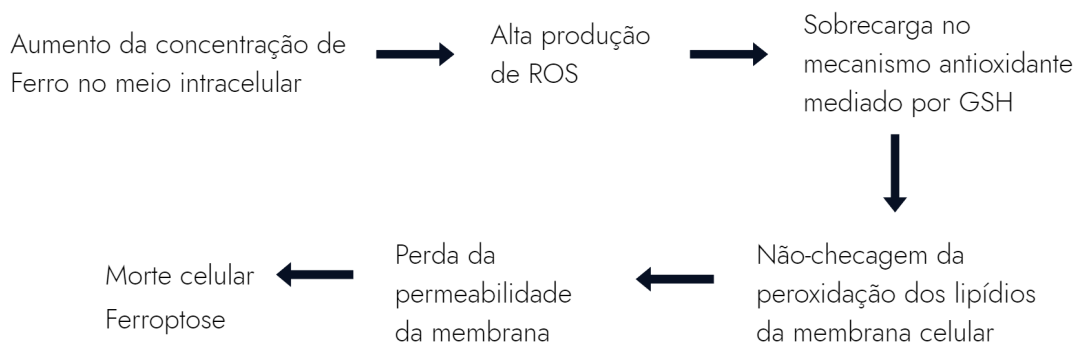 Aumento da concentração de
Ferro no meio intracelular
Alta produção
de ROS
Sobrecarga no
mecanismo antioxidante
mediado por GSH
Não-checagem da
peroxidação dos lipídios
da membrana celular
Perda da
permeabilidade
da membrana
Morte celular
Ferroptose